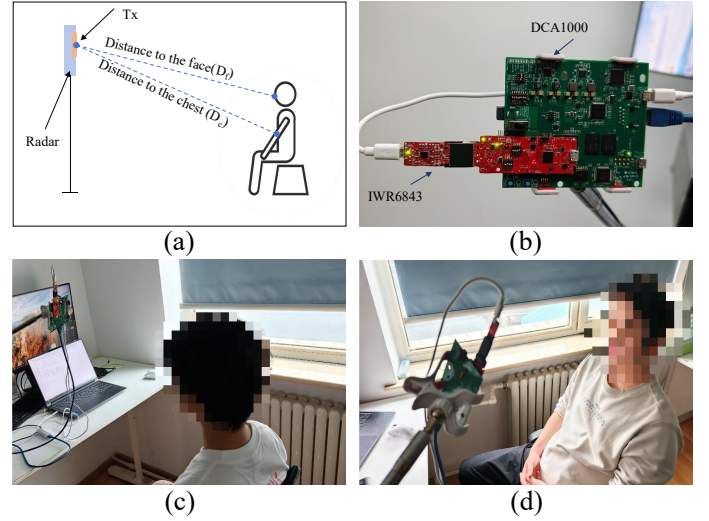 Tx
Distance to the face(D_f)
Distance to the chest (D_c)
Radar
(a)
DCA1000
IWR6843
(b)
(c)
(d)